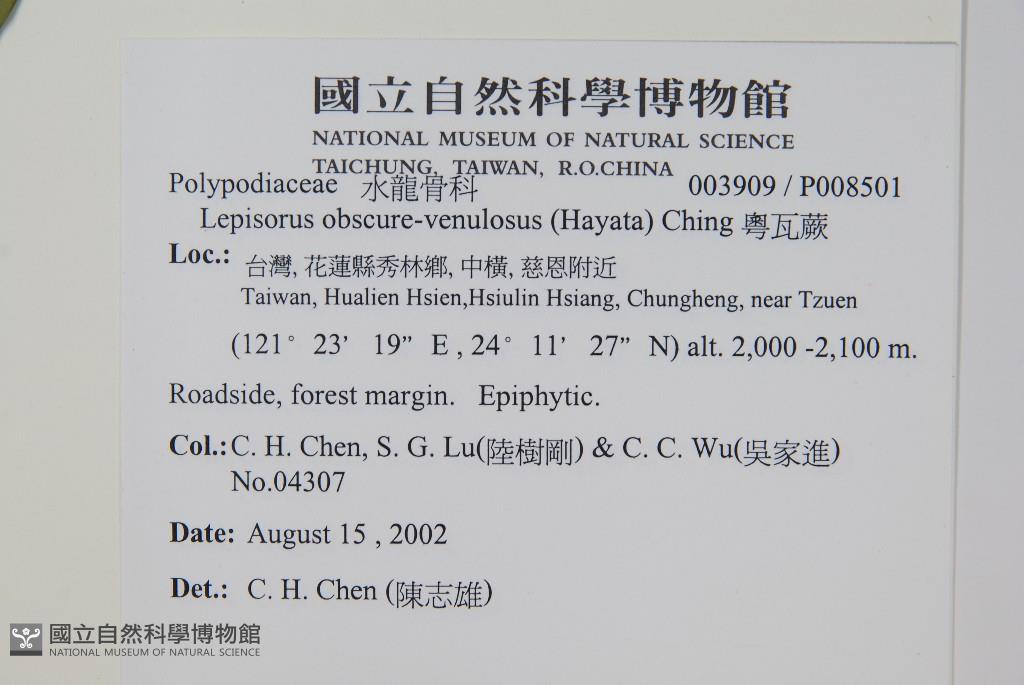 國立自然科學博物館
NATIONAL MUSEUM OF NATURAL SCIENCE
TAICHUNG, TAIWAN, R.O.CHINA
Polypodiaceae 水龍骨科 003909 / P008501
Lepisorus obscure-venulosus (Hayata) Ching 粵瓦蕨
Loc.: 台灣, 花蓮縣秀林鄉, 中橫, 慈恩附近
Taiwan, Hualien Hsien,Hsiulin Hsiang, Chungheng, near Tzuen
(121° 23’ 19” E , 24° 11’ 27” N) alt. 2,000 -2,100 m.
Roadside, forest margin. Epiphytic.
Col.: C. H. Chen, S. G. Lu(陸樹剛) & C. C. Wu(吳家進)
No.04307
Date: August 15 , 2002
Det.: C. H. Chen (陳志雄)
國立自然科學博物館
NATIONAL MUSEUM OF NATURAL SCIENCE